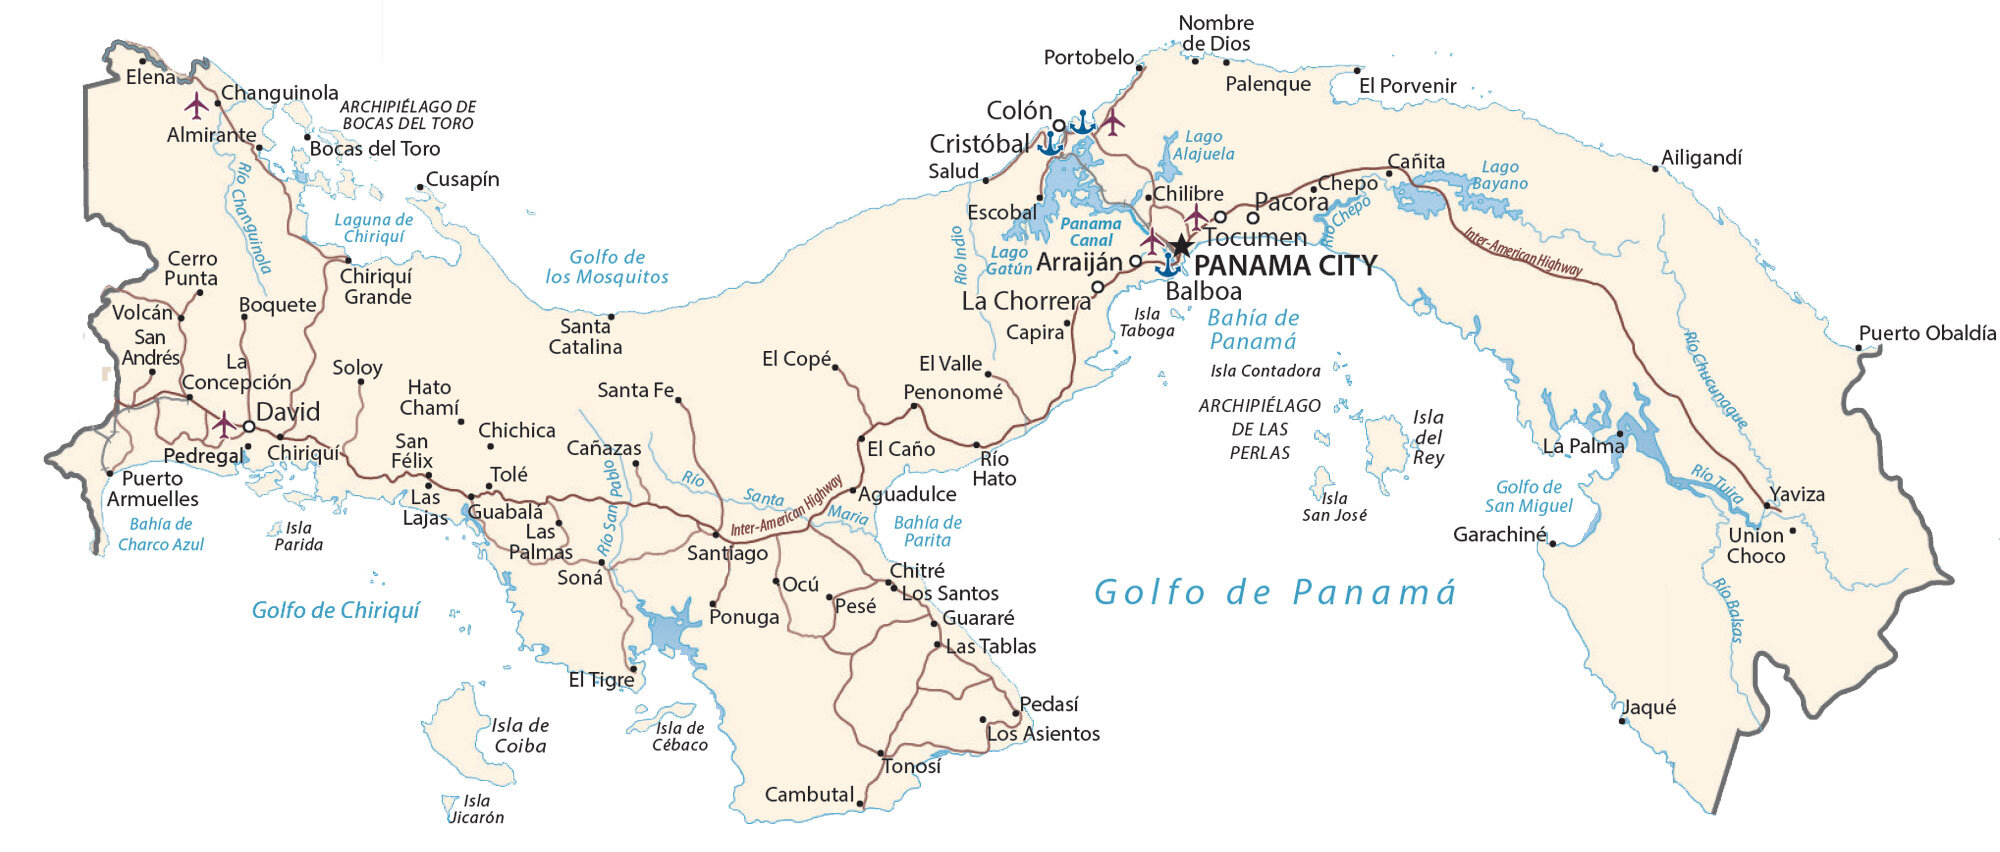 Nombre
de Dios
Portobelo
Palenque
El Porvenir
Elena
Changuinola
ARCHIPIÉLAGO DE
BOCAS DEL TORO
Almirante
Bocas del Toro
Cusapín
Río Changuinola
Laguna de
Chiriquí
Colón
Cristóbal
Salud
Escobal
Lago
Alajuela
Chilibre
Panama
Canal
Lago
Gatún
Río Indio
Pacora
Chepo
Cañita
Lago
Bayano
Río Chepo
Ailigandí
Tocumen
Arraiján
PANAMA CITY
Balboa
La Chorrera
Capira
Isla
Taboga
Bahía de
Panamá
Inter-American Highway
Puerto Obaldía
Río Chucunaque
Golfo de
los Mosquitos
Cerro
Punta
Chiriquí
Grande
Volcán
Boquete
San
Andrés
La
Concepción
Soloy
Santa
Catalina
Hato
Chamí
Santa Fe
El Copé
El Valle
Penonomé
Isla Contadora
ARCHIPIÉLAGO
DE LAS
PERLAS
Isla
del
Rey
Isla
San José
David
Pedregal
Chiriquí
San
Félix
Chichica
Cañazas
El Caño
Río
Hato
La Palma
Puerto
Armuelles
Tolé
Las
Lajas
Guabalá
Las
Palmas
Río San Pablo
Río
Santa
Maria
Inter-American Highway
Aguadulce
Bahía de
Parita
Golfo de
San Miguel
Río Tuira
Yaviza
Garachiné
Union
Choco
Río Balsas
Bahía de
Charco Azul
Isla
Parida
Santiago
Soná
Chitré
Los Santos
Ocú
Pesé
Ponuga
Guararé
Las Tablas
Golfo de Chiriquí
Golfo de Panamá
El Tigre
Isla de
Coiba
Isla de
Cébaco
Pedasí
Los Asientos
Tonosí
Cambutal
Isla
Jicarón
Jaqué